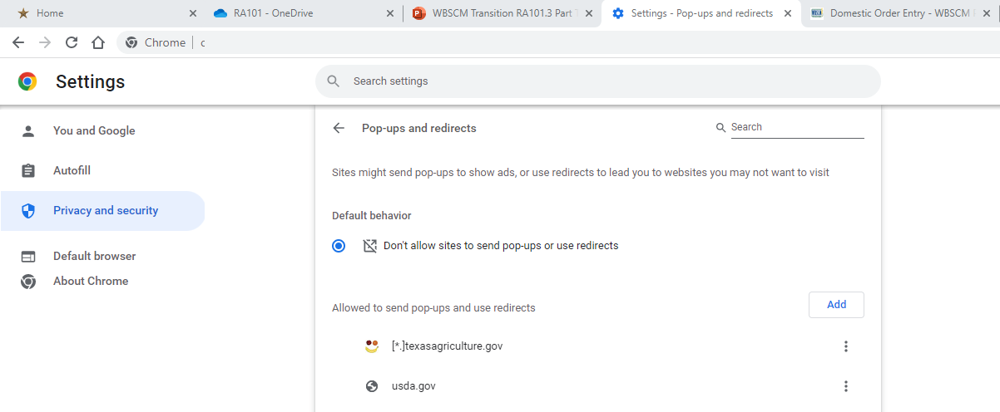 Home
RA101 - OneDrive
WBSCM Transition RA101.3 Part
Settings - Pop-ups and redirects
Domestic Order Entry - WBSCM
Chrome
c
Settings
Search settings
You and Google
Autofill
Privacy and security
Default browser
About Chrome
Pop-ups and redirects
Search
Sites might send pop-ups to show ads, or use redirects to lead you to websites you may not want to visit
Default behavior
Don't allow sites to send pop-ups or use redirects
Allowed to send pop-ups and use redirects
Add
[*.]texasagriculture.gov
usda.gov